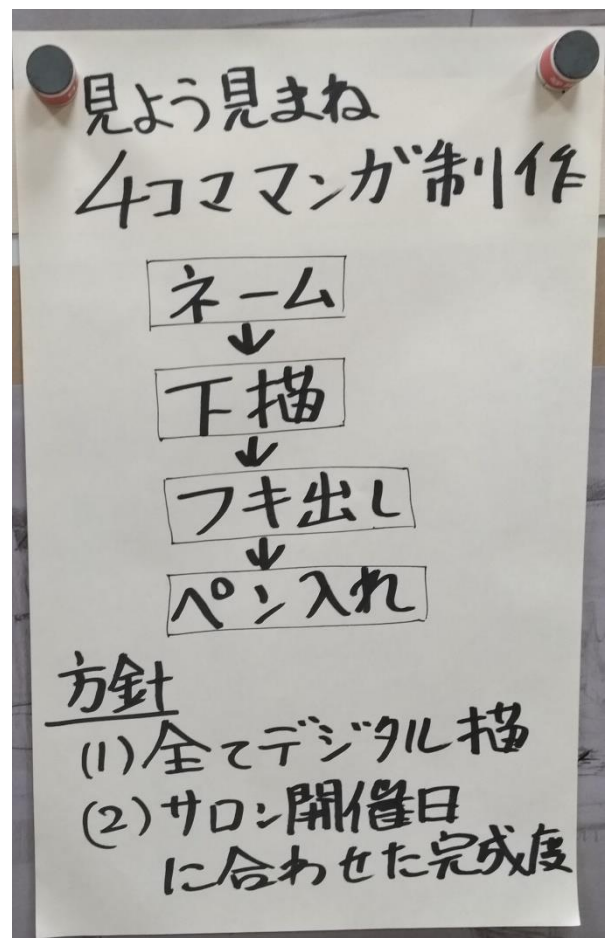 見よう見まね
4コママンガ制作
ネーム
↓
下描
↓
フキ出し
↓
ペン入れ
方針
(1)全てデジタル描
(2)サロン開催日
に合わせた完成度